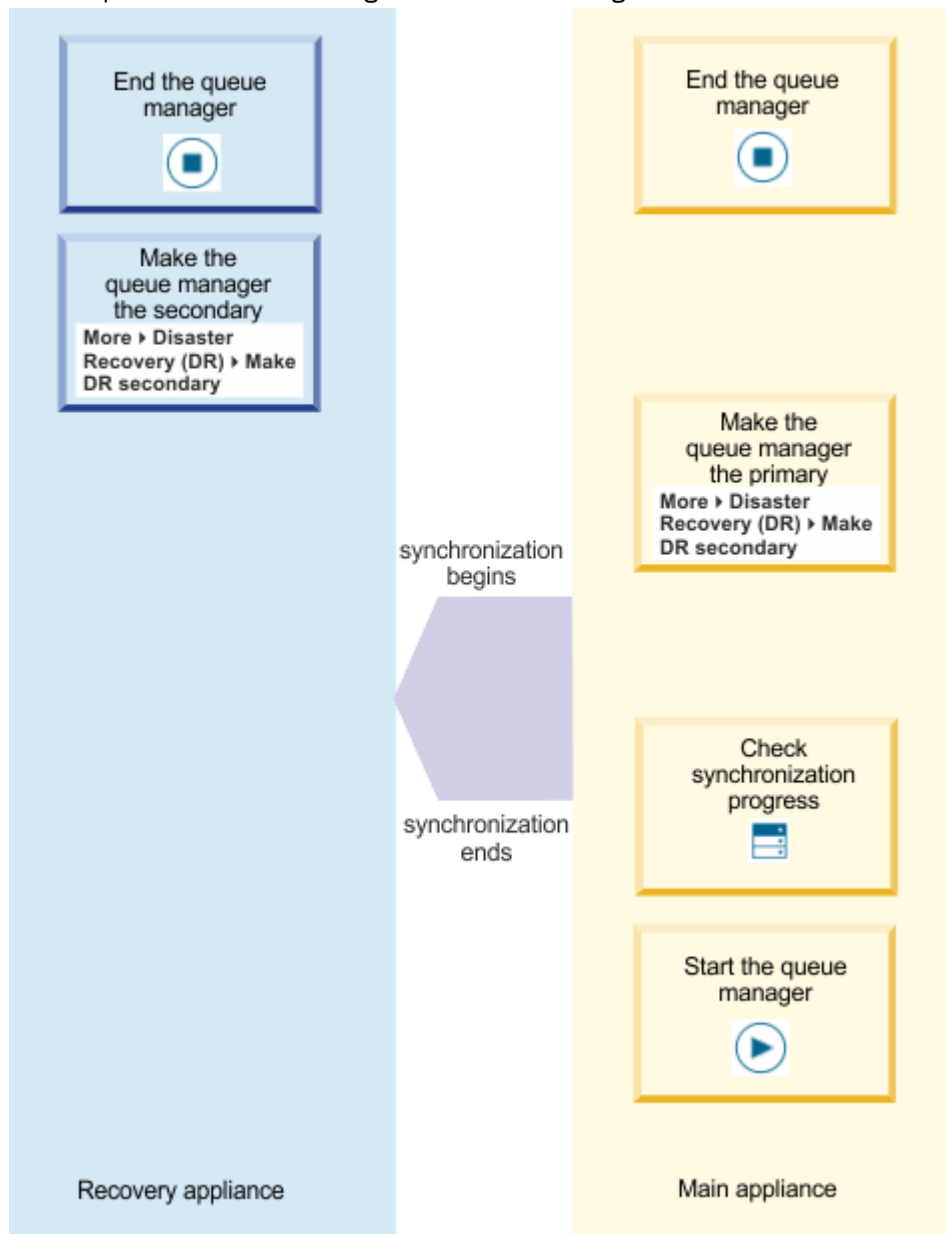 End the queue
manager
Make the
queue manager
the secondary
More ▸ Disaster
Recovery (DR) ▸ Make
DR secondary
synchronization
begins
synchronization
ends
End the queue
manager
Make the
queue manager
the primary
More ▸ Disaster
Recovery (DR) ▸ Make
DR secondary
Check
synchronization
progress
Start the queue
manager
Recovery appliance
Main appliance